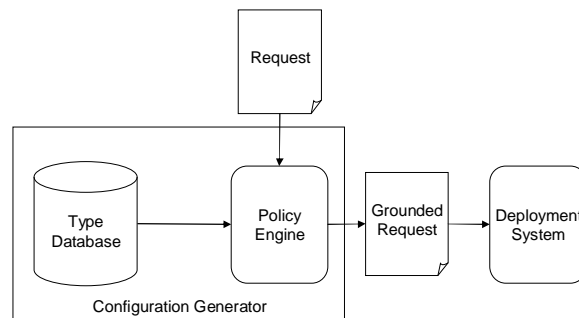 Request
Type
Database
Policy
Engine
Grounded
Request
Deployment
System
Configuration Generator